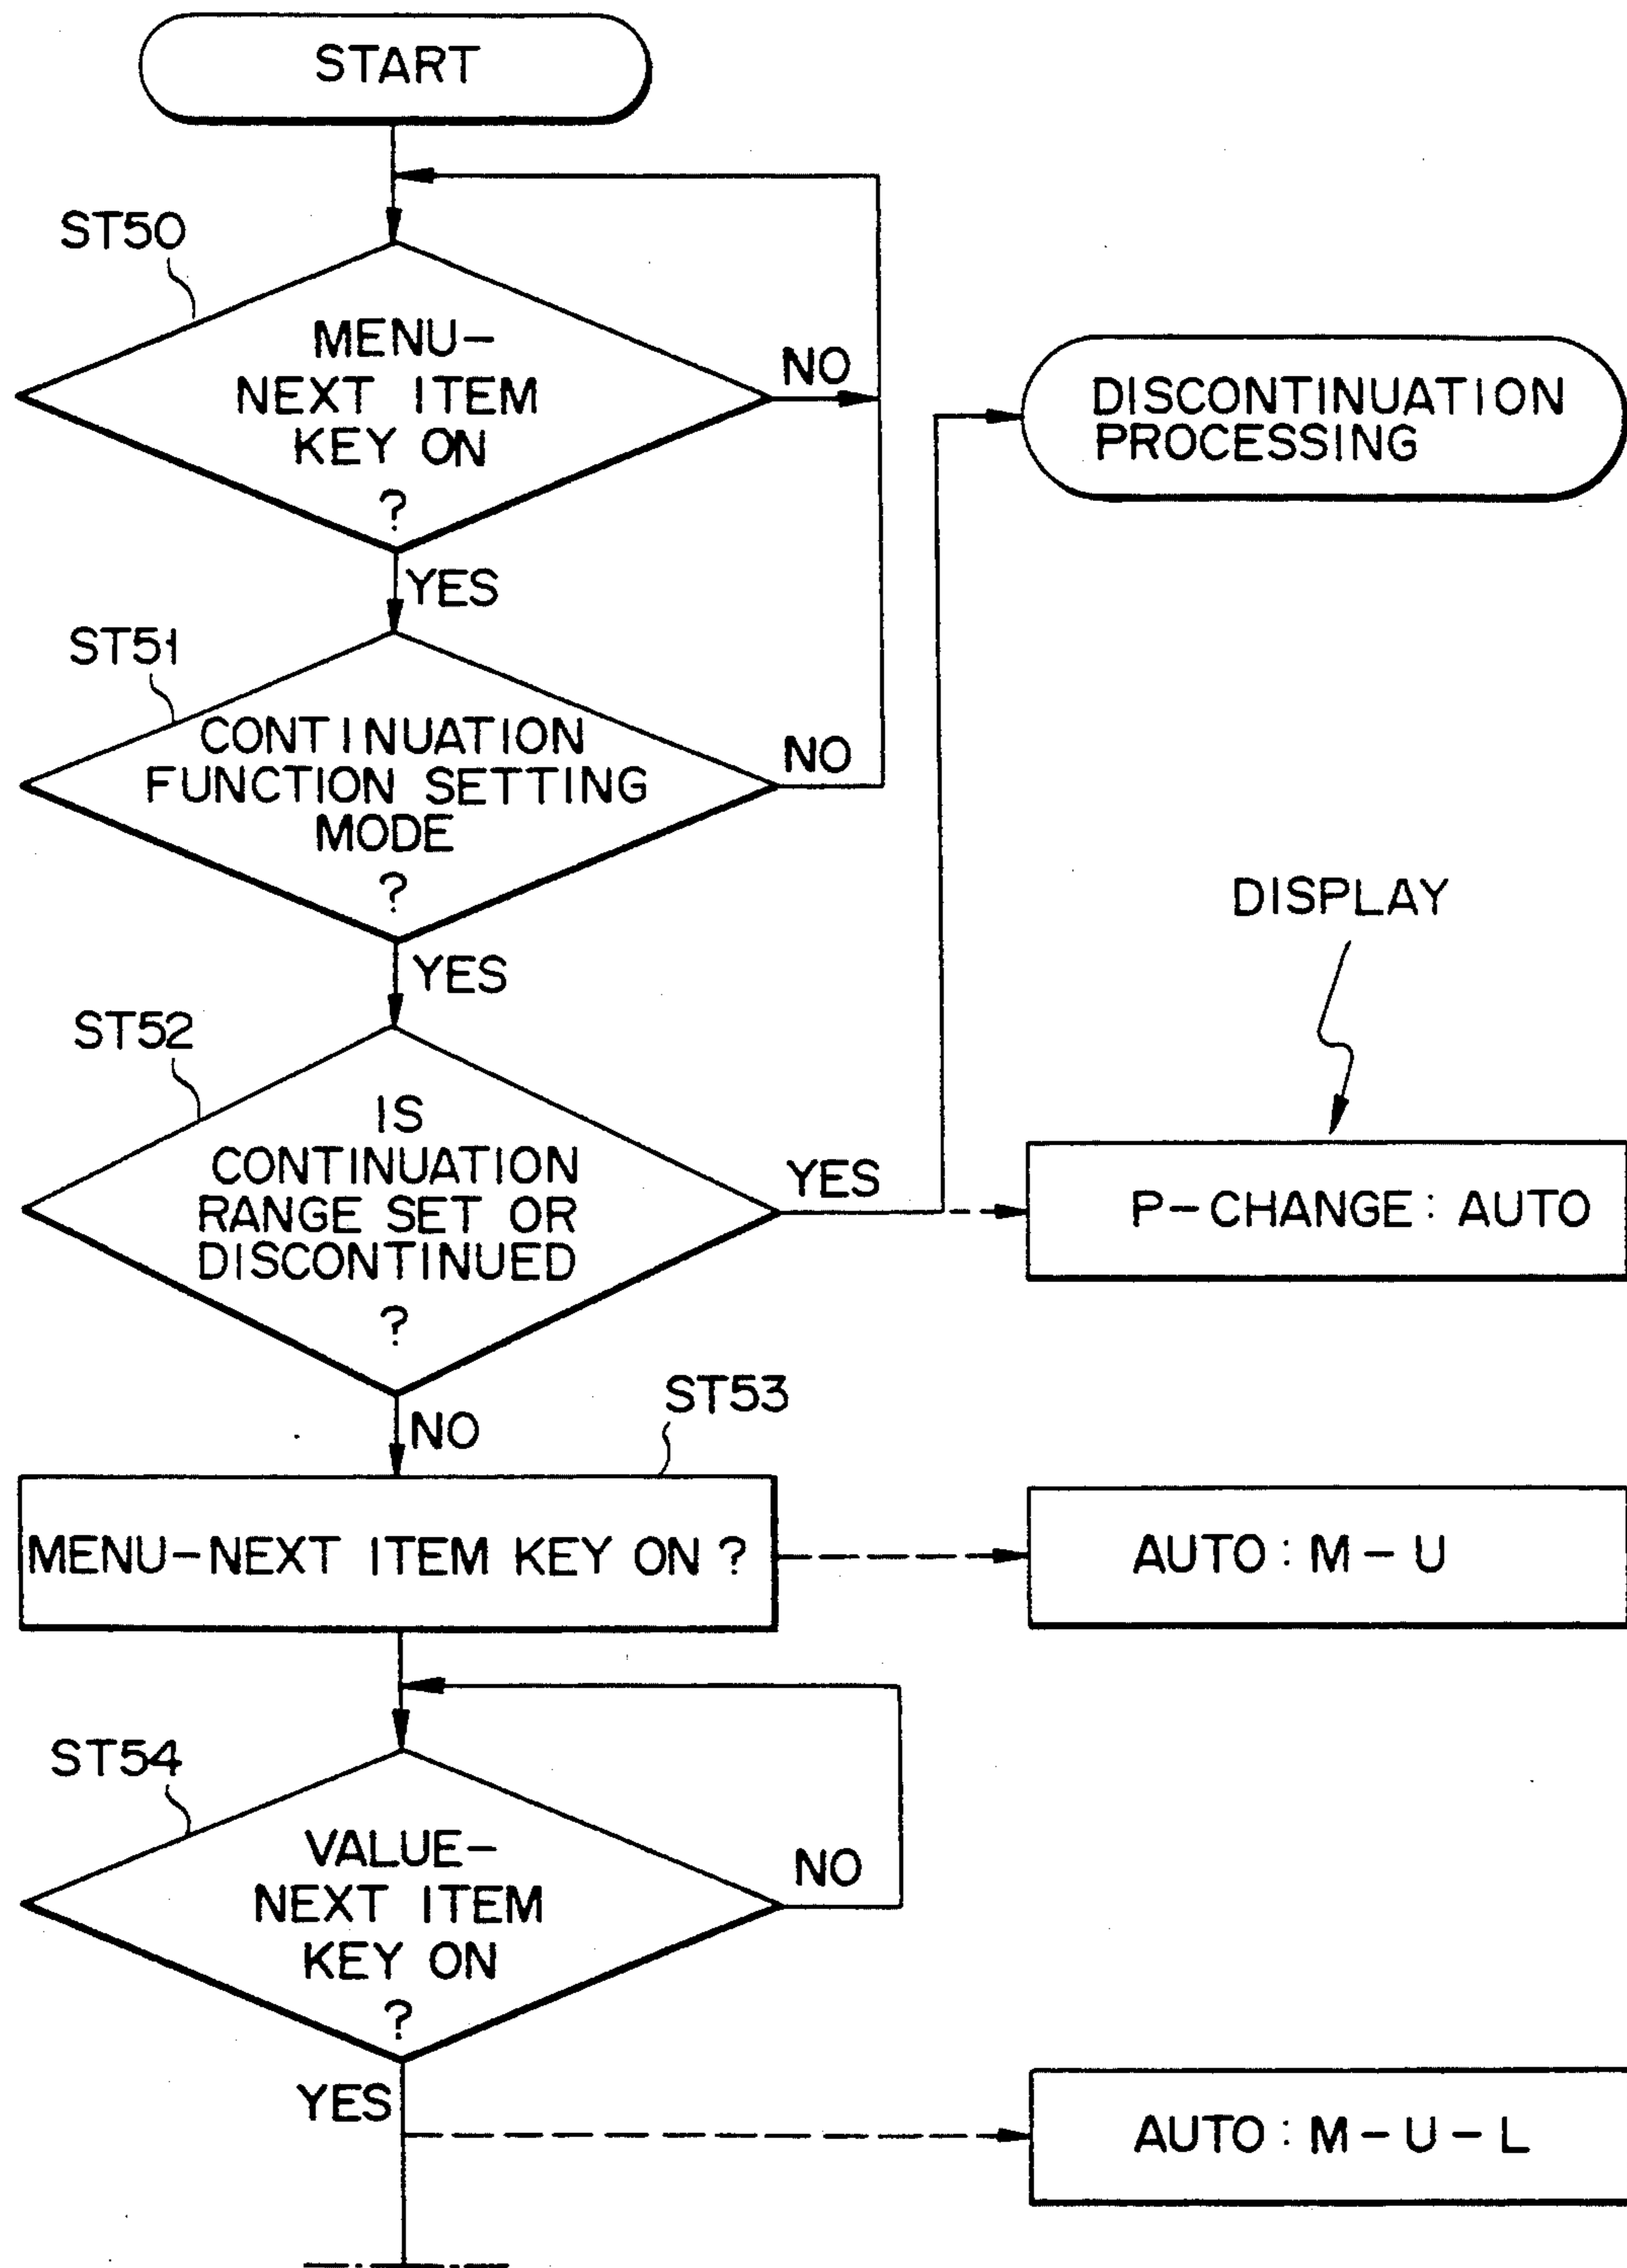 START
ST50
MENU-
NEXT ITEM
KEY ON
?
NO
YES
DISCONTINUATION
PROCESSING
ST51
CONTINUATION
FUNCTION SETTING
MODE
?
NO
YES
DISPLAY
ST52
IS
CONTINUATION
RANGE SET OR
DISCONTINUED
?
YES
P-CHANGE: AUTO
NO
ST53
MENU-NEXT ITEM KEY ON ?
AUTO : M - U
ST54
VALUE-
NEXT ITEM
KEY ON
?
NO
YES
AUTO : M - U - L